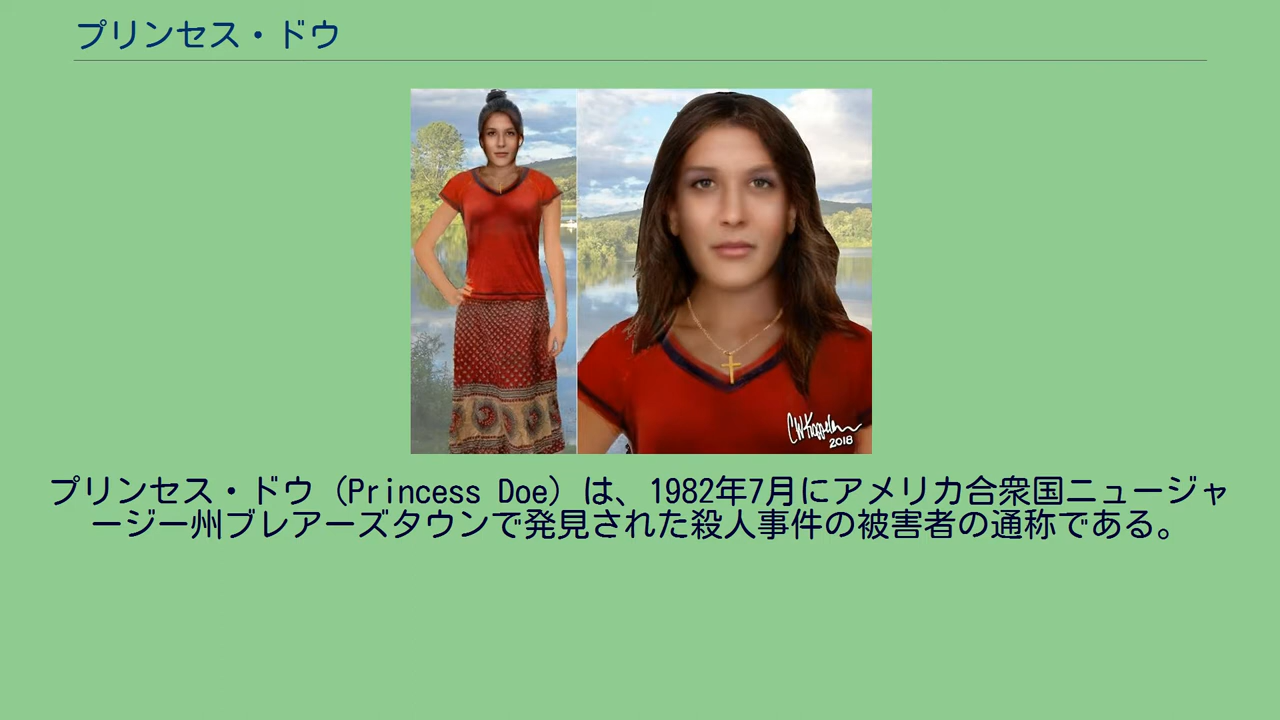 プリンセス・ドウ
2018
プリンセス・ドウ（Princess Doe）は、1982年7月にアメリカ合衆国ニュージャ
ージー州ブレアーズタウンで発見された殺人事件の被害者の通称である。